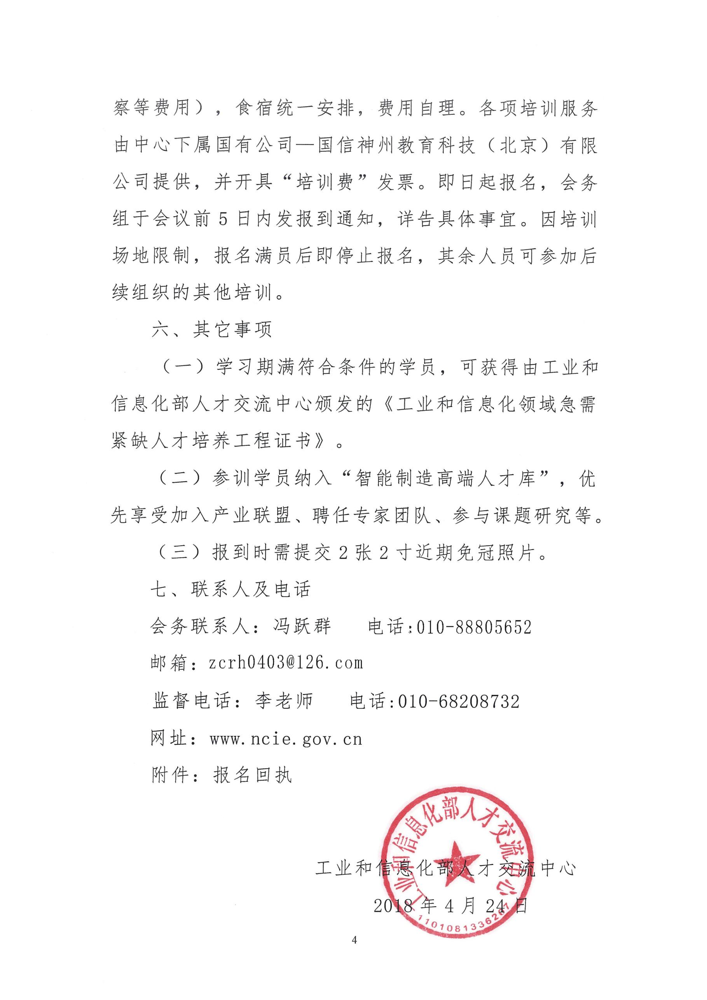 察等费用），食宿统一安排，费用自理。各项培训服务
由中心下属国有公司—国信神州教育科技（北京）有限
公司提供，并开具“培训费”发票。即日起报名，会务
组于会议前 5 日内发报到通知，详告具体事宜。因培训
场地限制，报名满员后即停止报名，其余人员可参加后
续组织的其他培训。
六、其它事项
（一）学习期满符合条件的学员，可获得由工业和
信息化部人才交流中心颁发的《工业和信息化领域急需
紧缺人才培养工程证书》。
（二）参训学员纳入“智能制造高端人才库”，优
先享受加入产业联盟、聘任专家团队、参与课题研究等。
（三）报到时需提交 2 张 2 寸近期免冠照片。
七、联系人及电话
会务联系人：冯跃群 电话:010-88805652
邮箱：zcrh0403@126.com
监督电话：李老师 电话:010-68208732
网址：www.ncie.gov.cn
附件：报名回执
工业和信息化部人才交流中心
工业和信息化部人才交流中心
2018 年 4 月 24 日
1101081336207
4